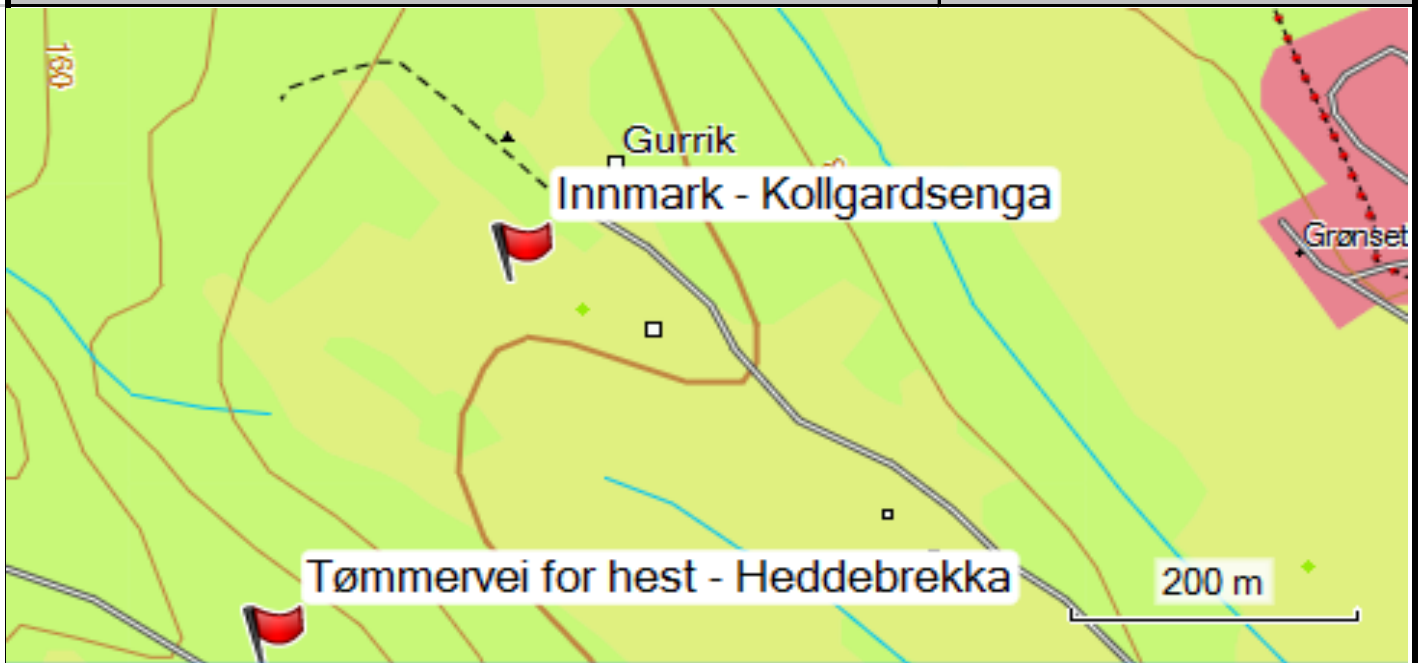 160
Gurrik
Innmark - Kollgardsenga
Grønset
Tømmervei for hest - Heddebrekka
200 m